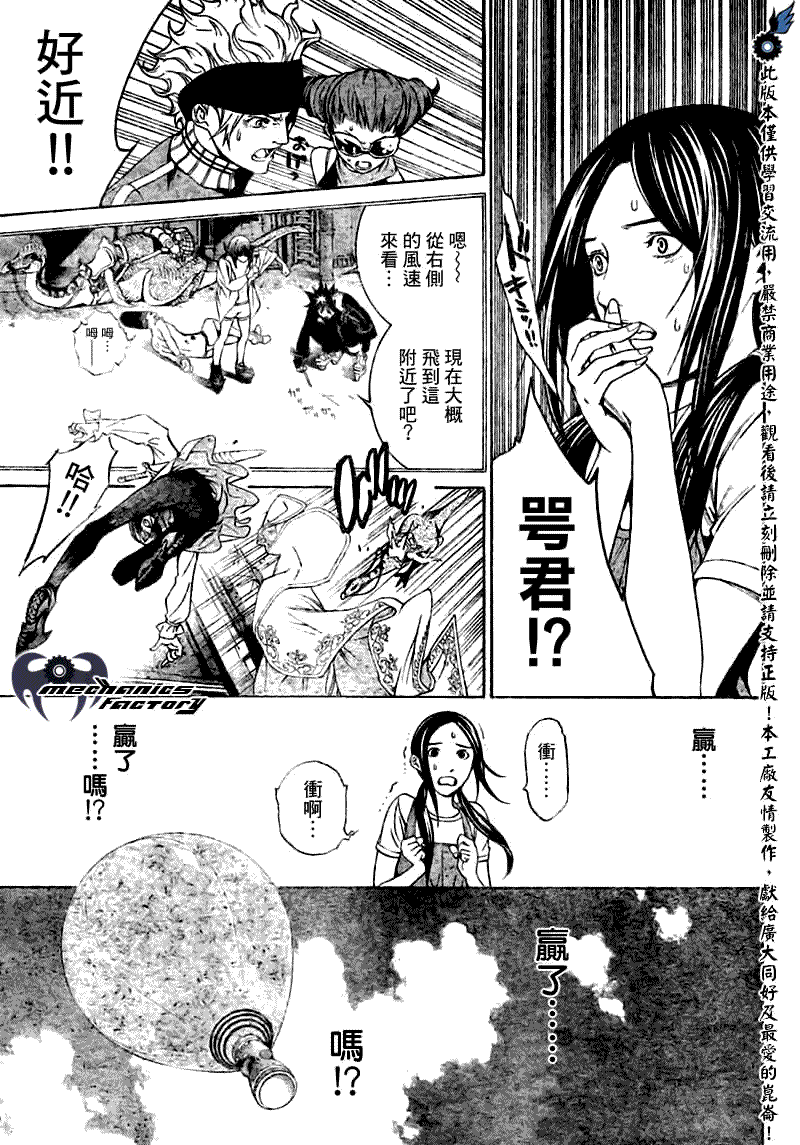 咢君!?
好近!!
おげっ
嗯～～
從右側
的風速
來看…
現在大概
飛到這
附近了吧？
嗚嗚…
哈!!
贏……
衝……
衝啊…
贏了
……嗎!?
贏了……
嗎!?
mechanics
factory
此版本僅供學習交流用，嚴禁商業用途，觀看後請立刻刪除並請支持正版！本工廠友情製作，獻給廣大同好及最愛的崑崙！